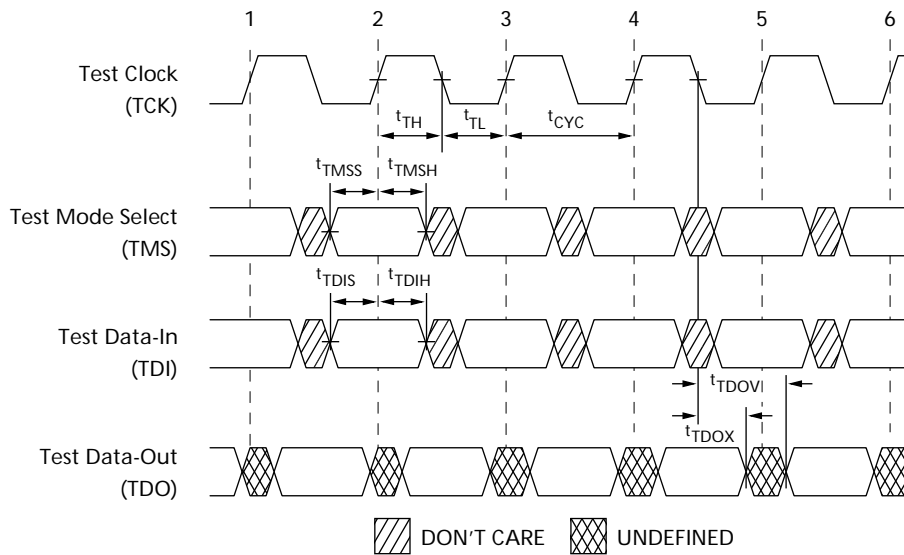 1 2 3 4 5 6
Test Clock
(TCK)
tTH tTL tCYC
tTMSS tTMSH
Test Mode Select
(TMS)
tTDIS tTDIH
Test Data-In
(TDI)
tTDOV
tTDOX
Test Data-Out
(TDO)
DON'T CARE UNDEFINED